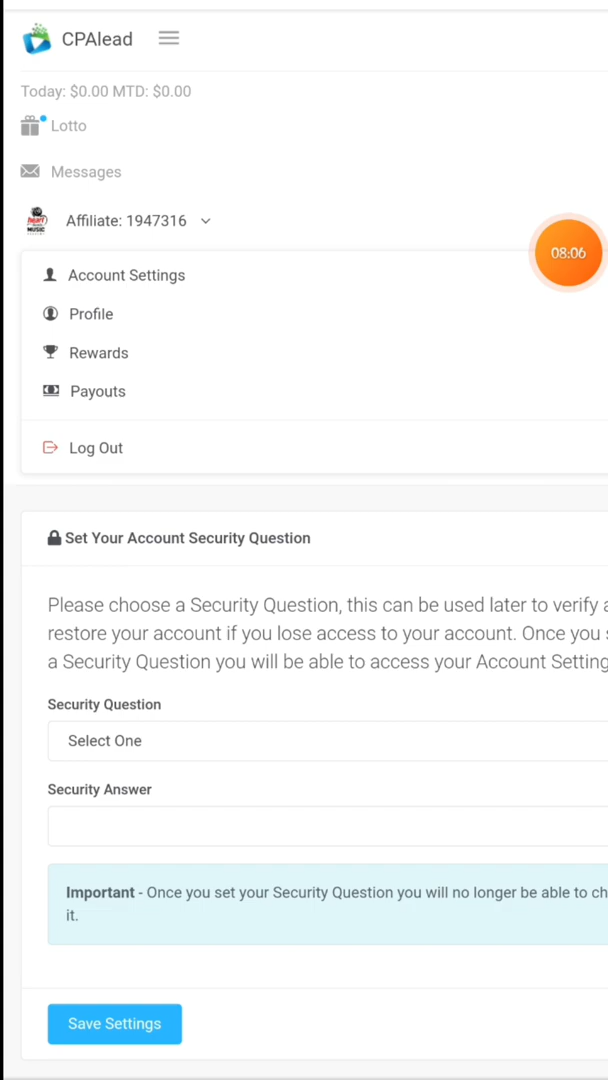 CPAlead
Today: $0.00 MTD: $0.00
Lotto
Messages
Affiliate: 1947316
08:06
Account Settings
Profile
Rewards
Payouts
Log Out
Set Your Account Security Question
Please choose a Security Question, this can be used later to verify a
restore your account if you lose access to your account. Once you s
a Security Question you will be able to access your Account Setting
Security Question
Select One
Security Answer
Important - Once you set your Security Question you will no longer be able to ch
it.
Save Settings